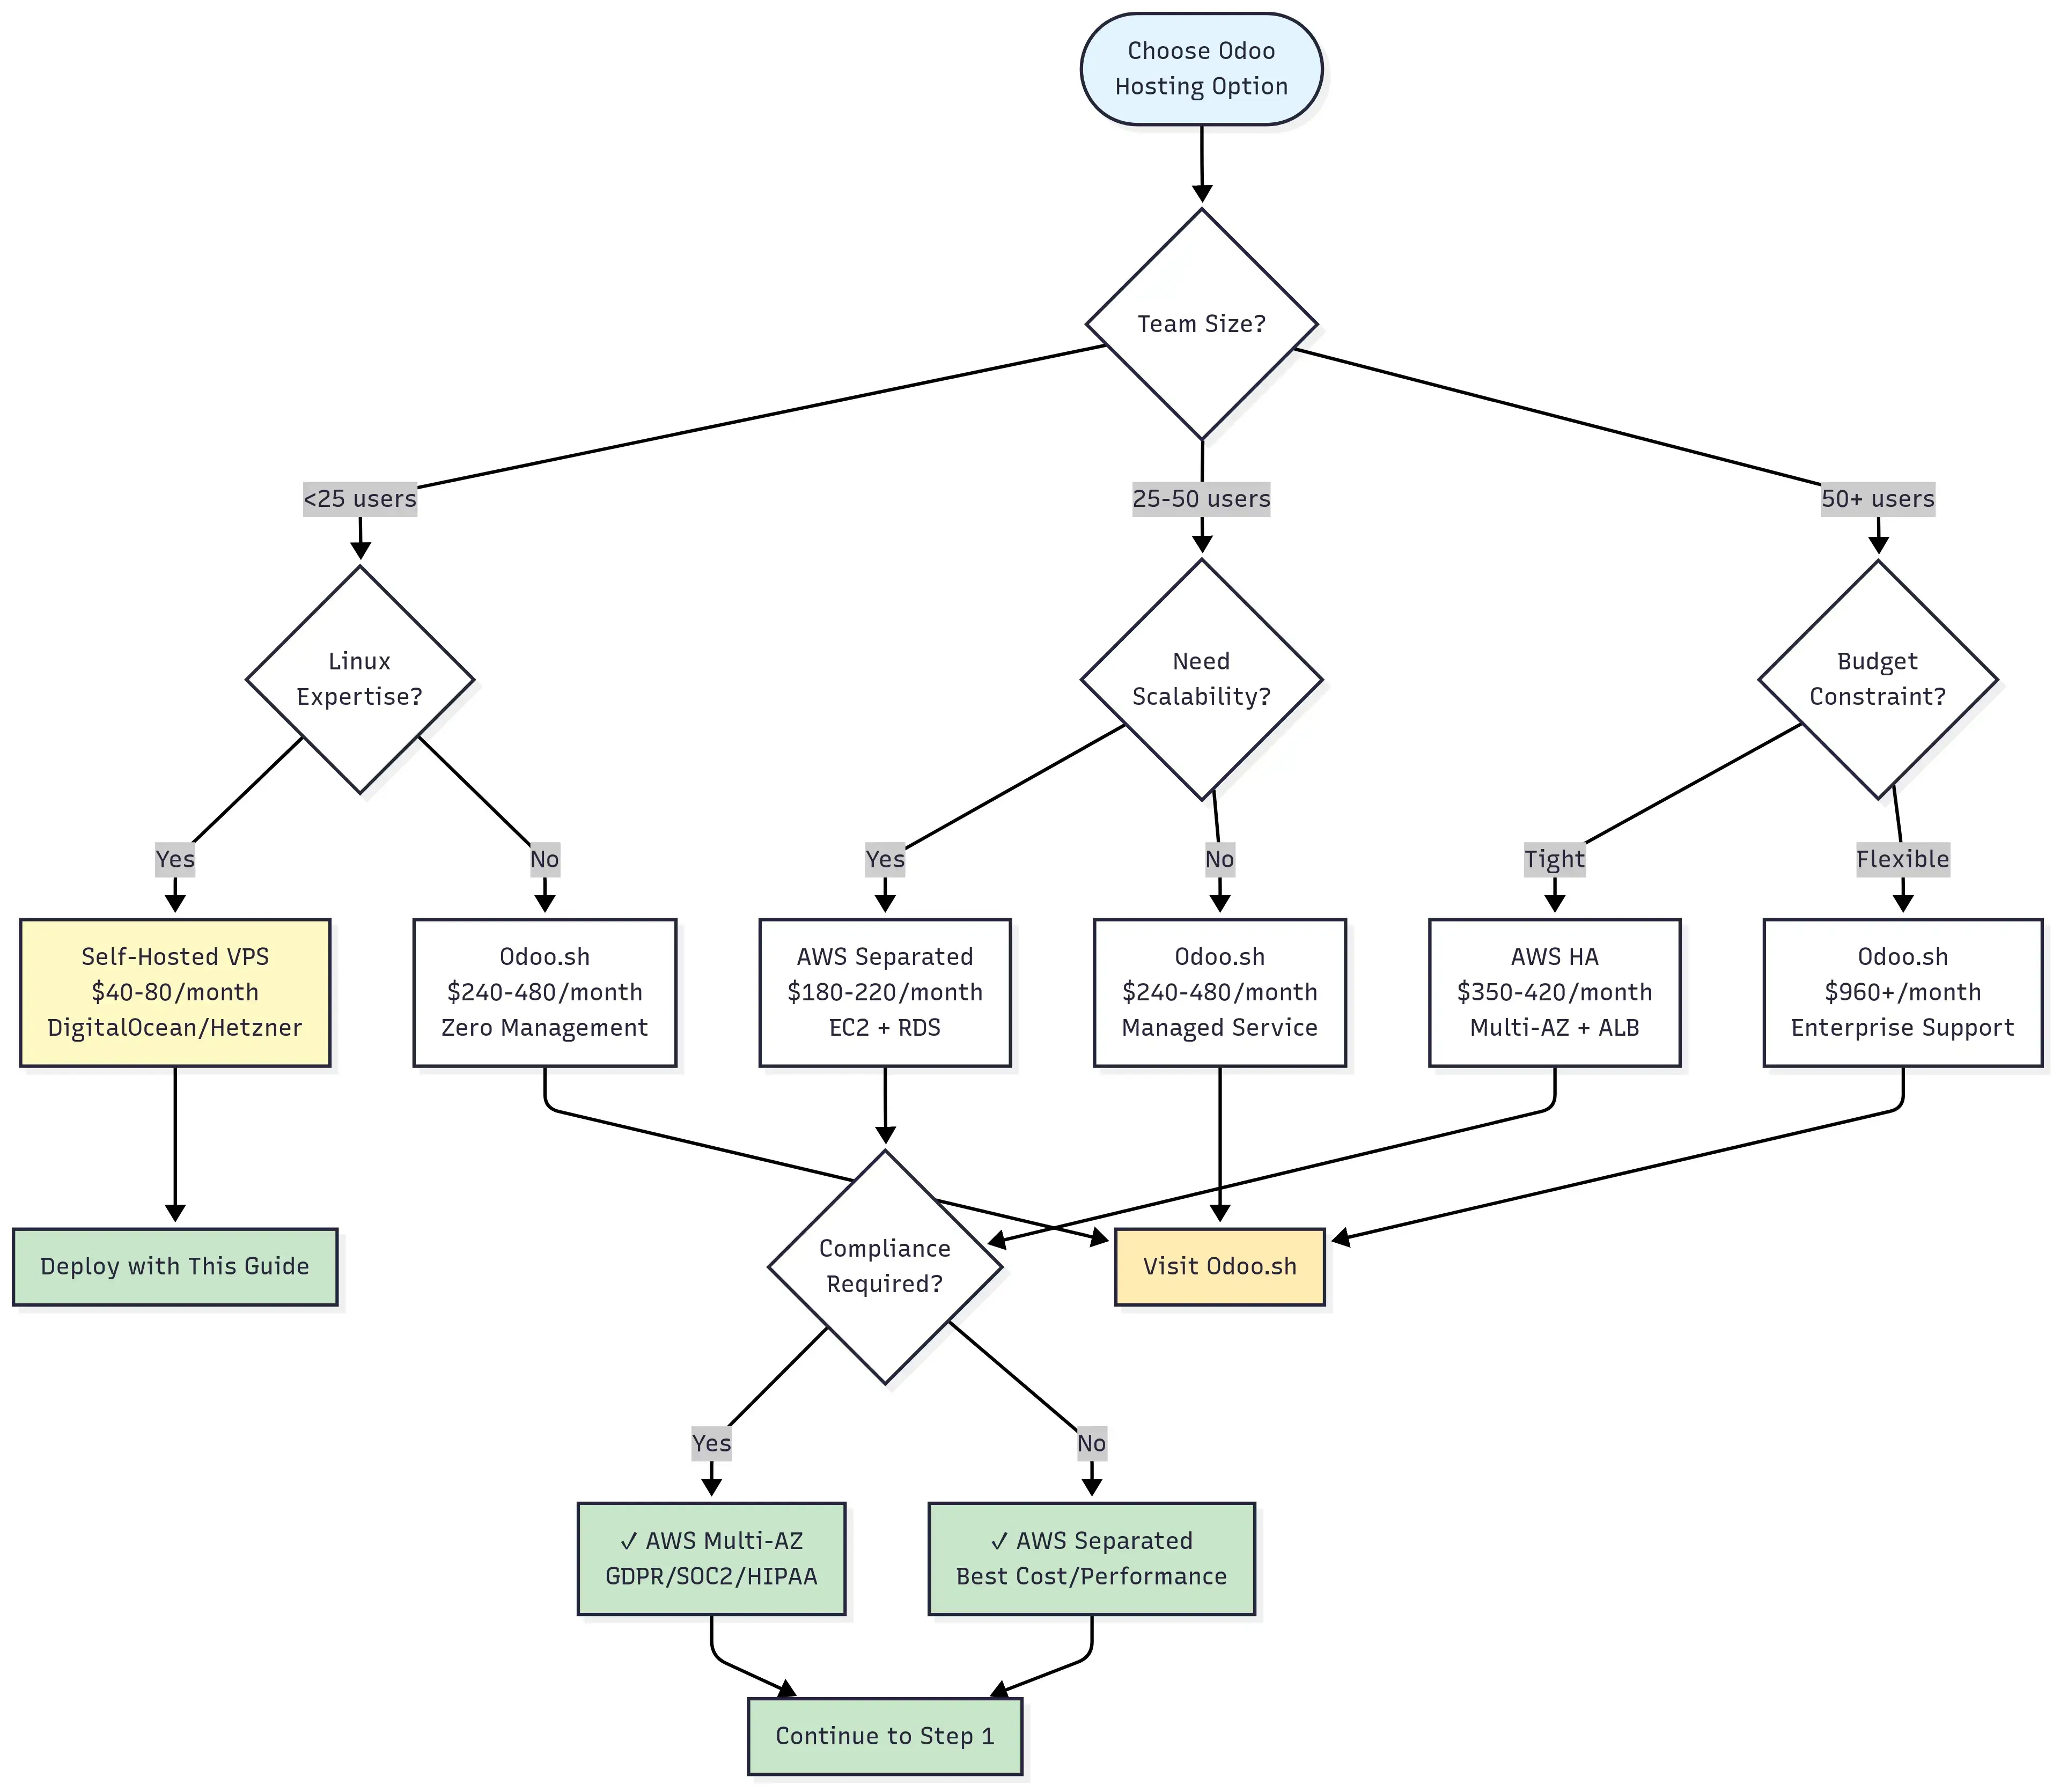 Choose Odoo
Hosting Option
Team Size?
<25 users
25-50 users
50+ users
Linux
Expertise?
Need
Scalability?
Budget
Constraint?
Yes
No
Yes
No
Tight
Flexible
Self-Hosted VPS
$40-80/month
DigitalOcean/Hetzner
Odoo.sh
$240-480/month
Zero Management
AWS Separated
$180-220/month
EC2 + RDS
Odoo.sh
$240-480/month
Managed Service
AWS HA
$350-420/month
Multi-AZ + ALB
Odoo.sh
$960+/month
Enterprise Support
Deploy with This Guide
Compliance
Required?
Visit Odoo.sh
Yes
No
✓ AWS Multi-AZ
GDPR/SOC2/HIPAA
✓ AWS Separated
Best Cost/Performance
Continue to Step 1